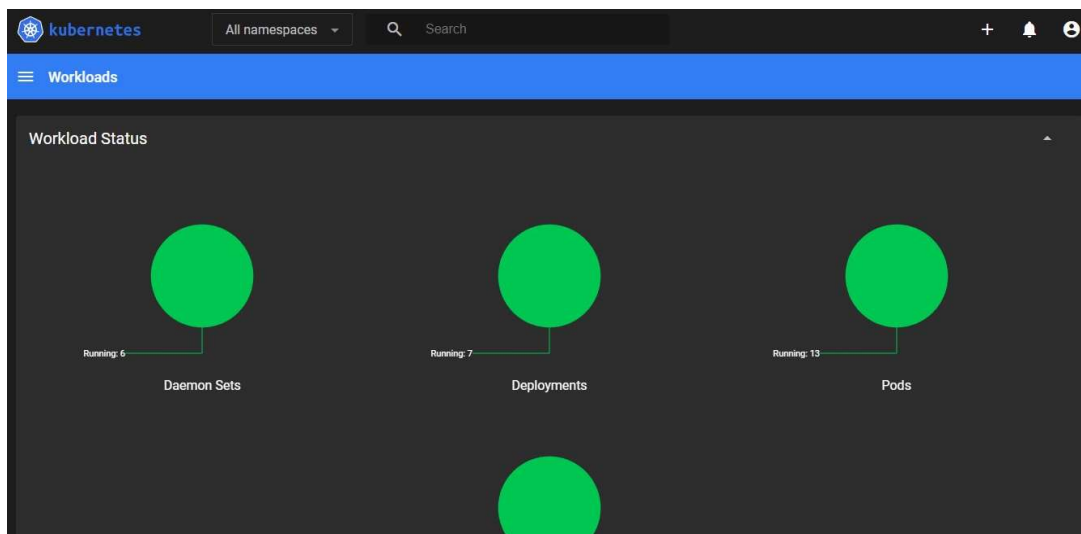 kubernetes
All namespaces
Search
Workloads
Workload Status
Running: 6
Running: 7
Running: 13
Daemon Sets
Deployments
Pods